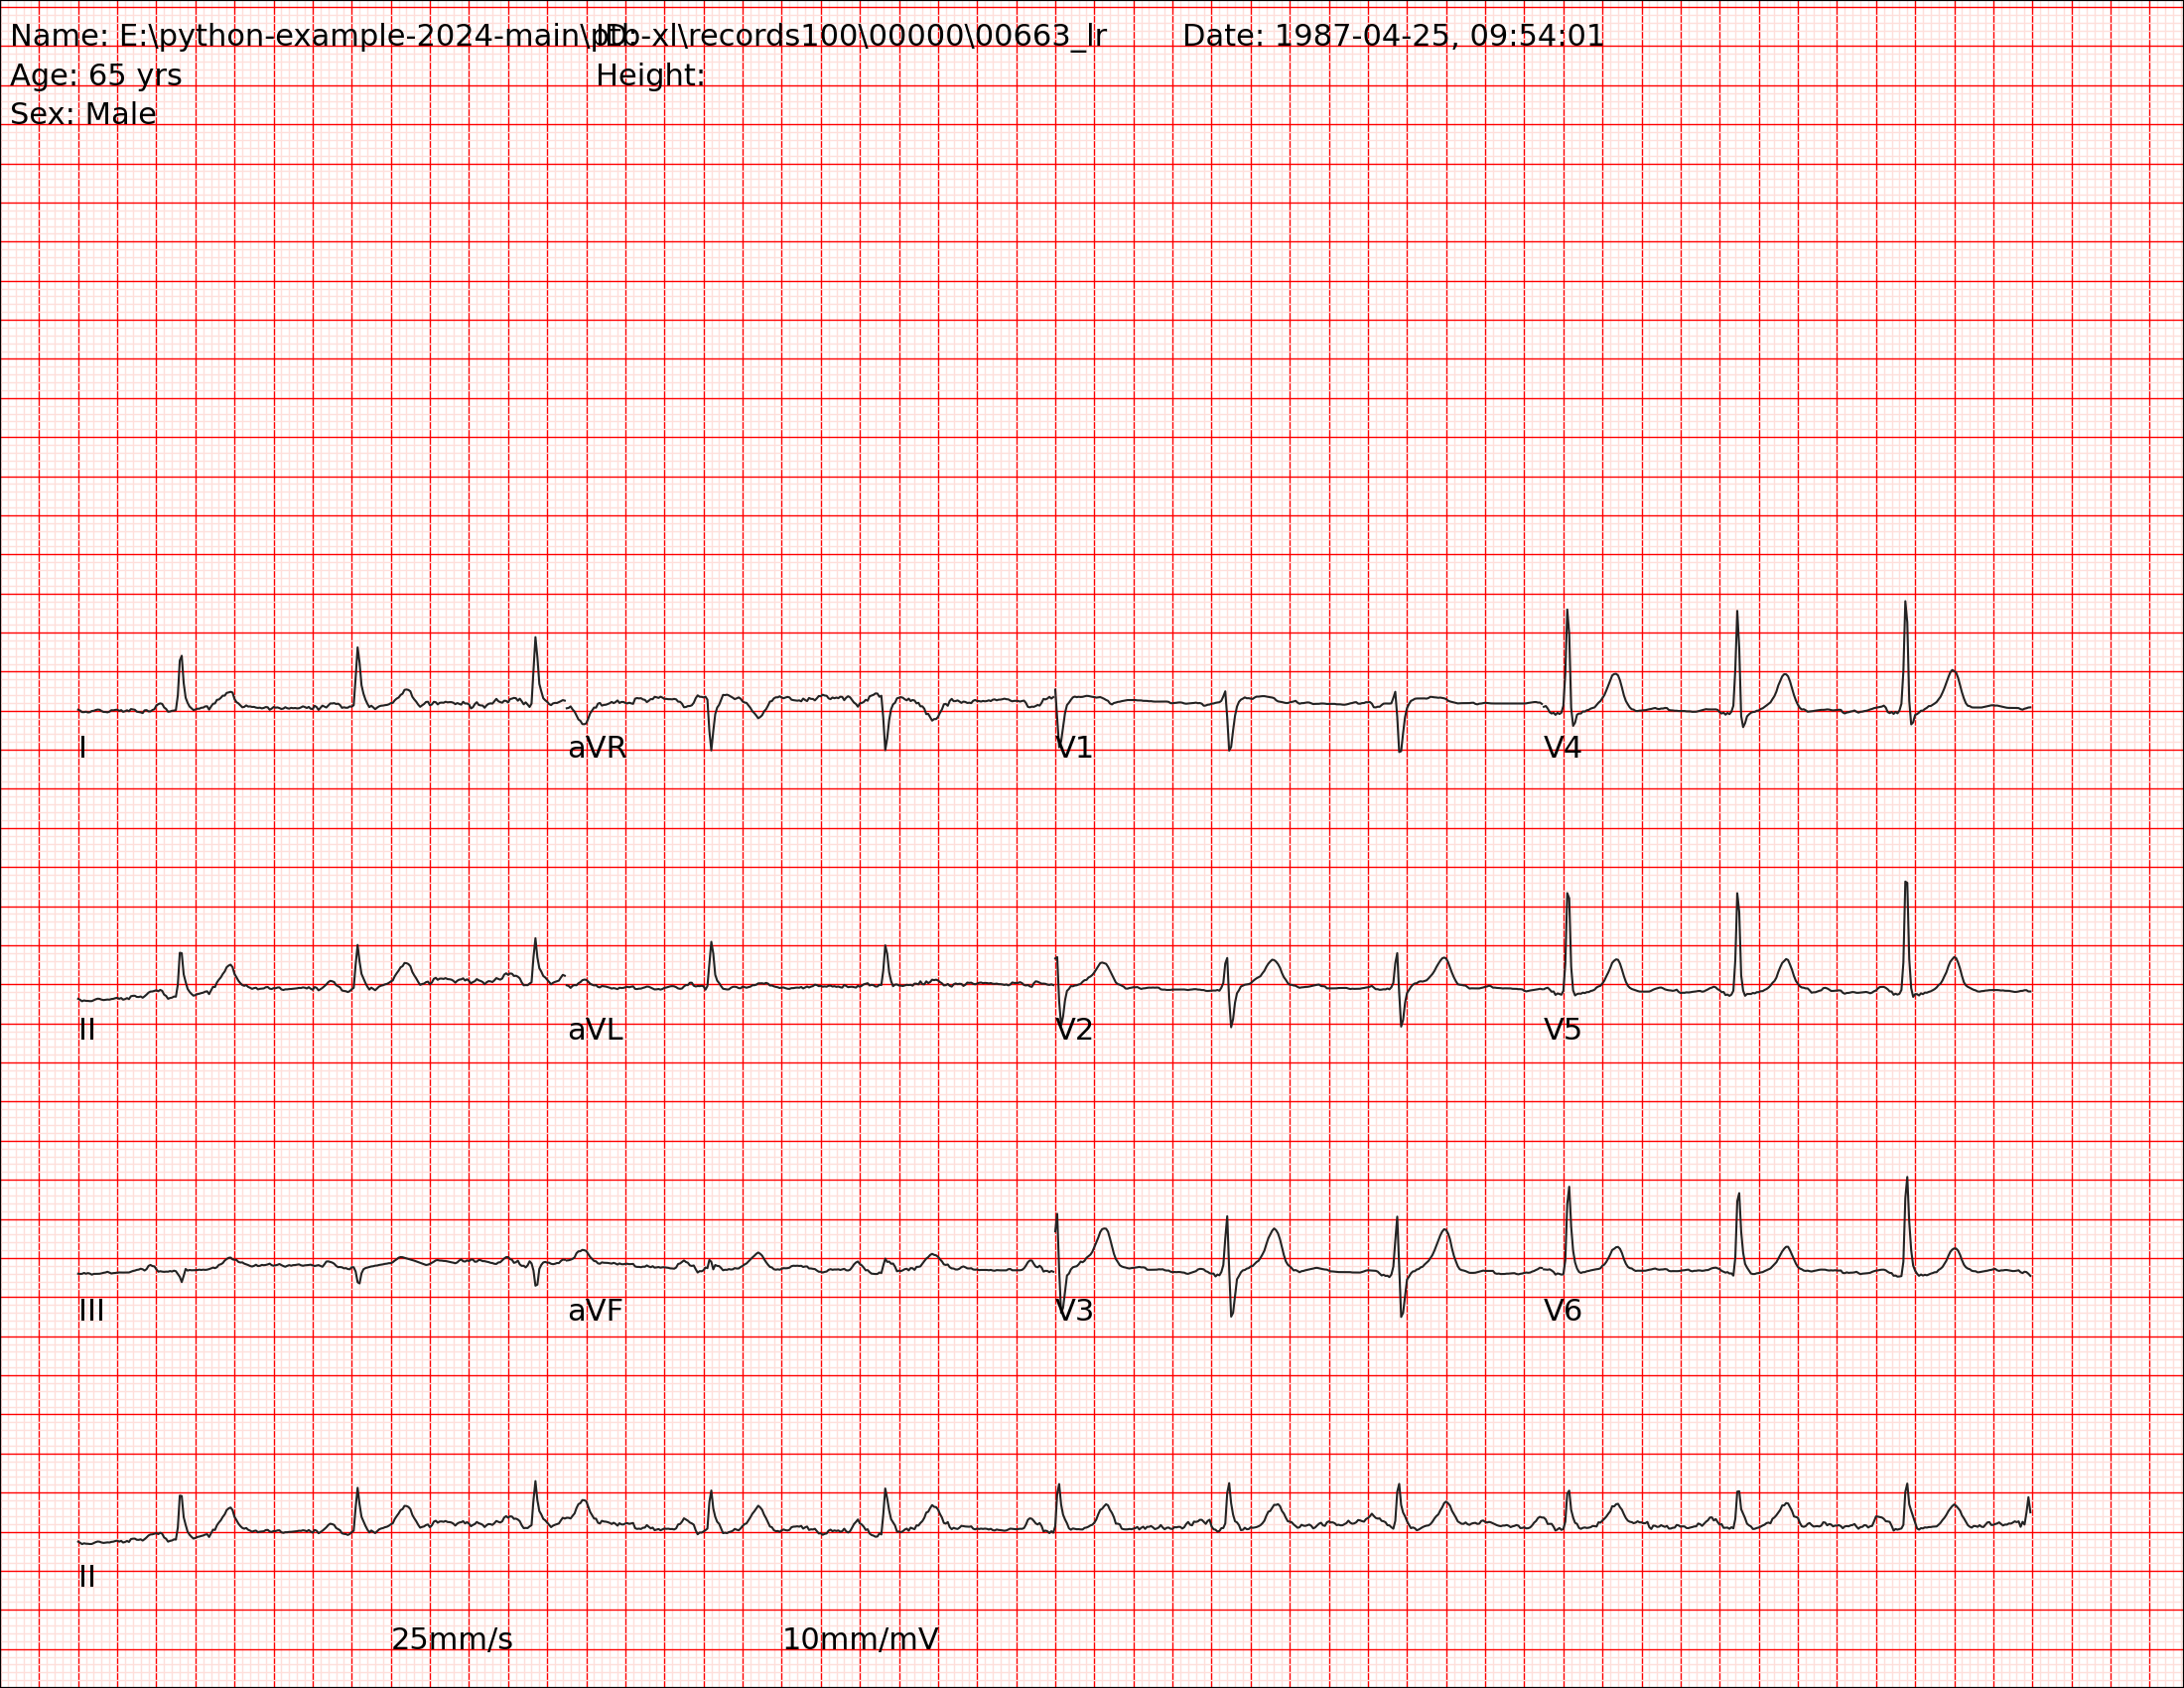 Name: E:\python-example-2024-main\ptb-xl\records100\00000\00663_lr ID: Date: 1987-04-25, 09:54:01
Age: 65 yrs Height:
Sex: Male
I aVR V1 V4
II aVL V2 V5
III aVF V3 V6
II
25mm/s 10mm/mV